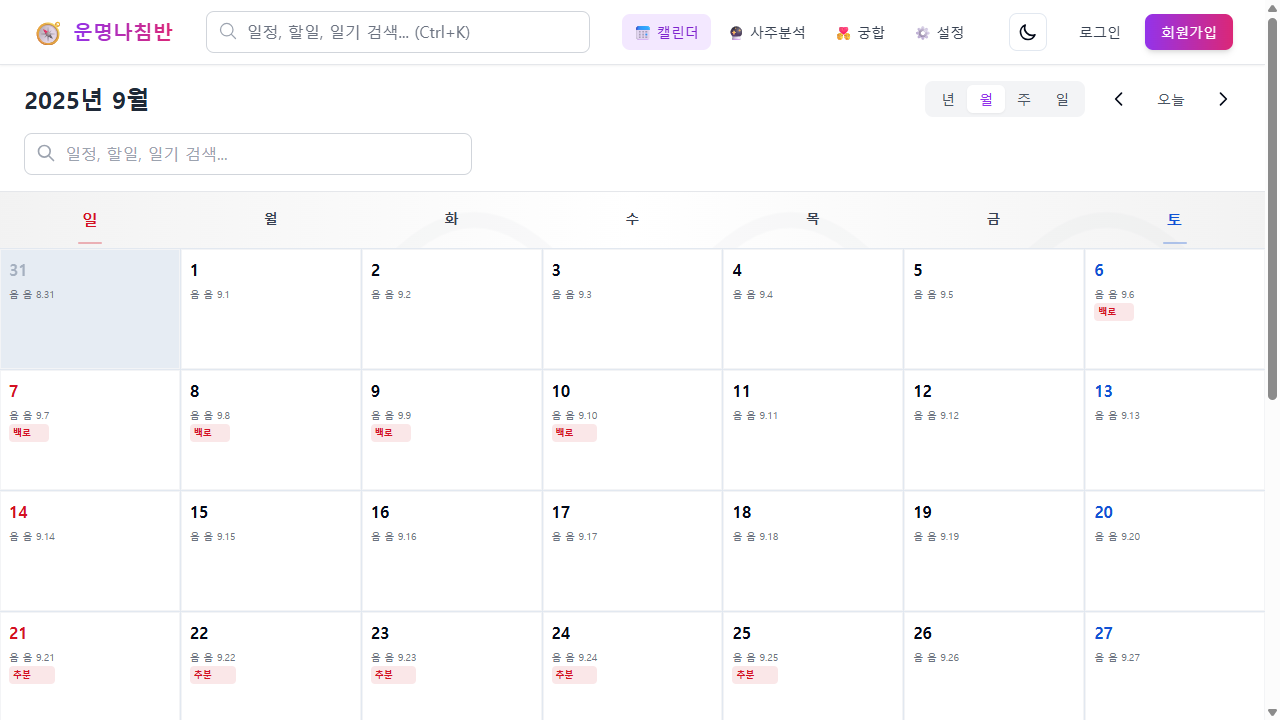 운명나침반
일정, 할일, 일기 검색... (Ctrl+K)
캘린더 사주분석 궁합 설정 로그인 회원가입
2025년 9월
년 월 주 일 오늘
일정, 할일, 일기 검색...
일 월 화 수 목 금 토
31 1 2 3 4 5 6
음 음 8.31 음 음 9.1 음 음 9.2 음 음 9.3 음 음 9.4 음 음 9.5 음 음 9.6
백로
7 8 9 10 11 12 13
음 음 9.7 음 음 9.8 음 음 9.9 음 음 9.10 음 음 9.11 음 음 9.12 음 음 9.13
백로 백로 백로 백로
14 15 16 17 18 19 20
음 음 9.14 음 음 9.15 음 음 9.16 음 음 9.17 음 음 9.18 음 음 9.19 음 음 9.20
21 22 23 24 25 26 27
음 음 9.21 음 음 9.22 음 음 9.23 음 음 9.24 음 음 9.25 음 음 9.26 음 음 9.27
추분 추분 추분 추분 추분